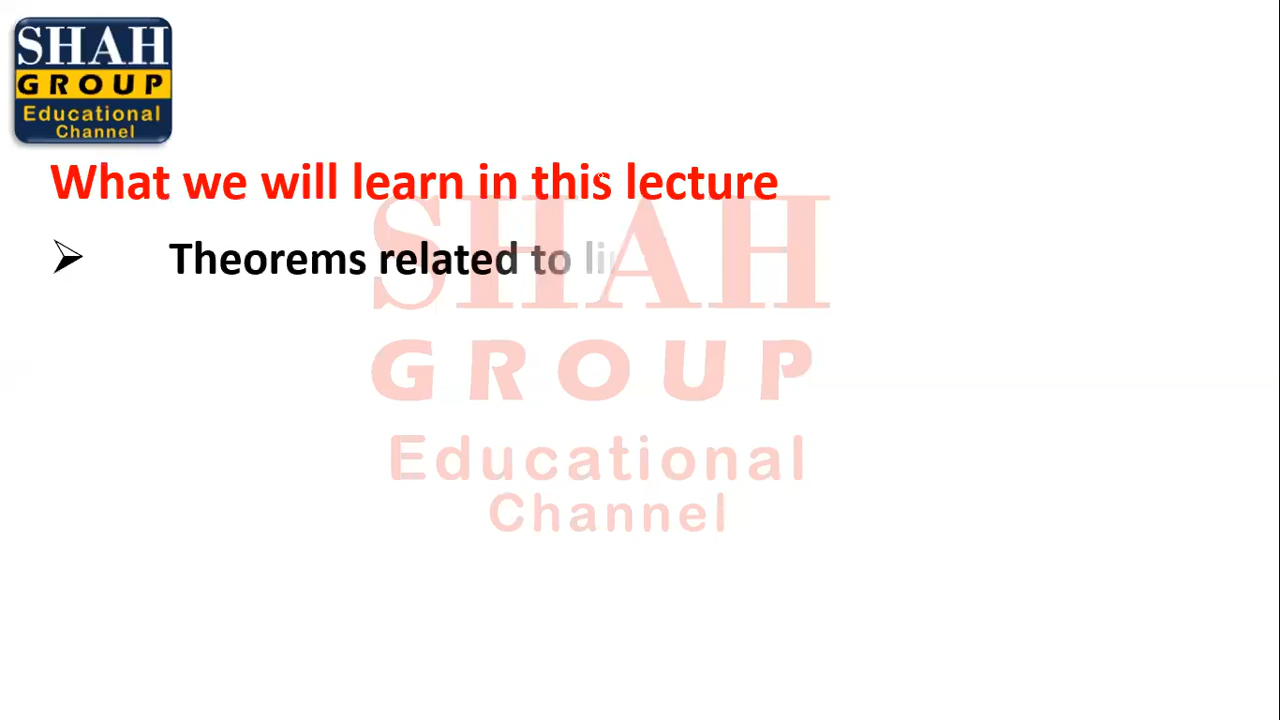 SHAH
GROUP
Educational
Channel
What we will learn in this lecture
Theorems related to
SHAH
GROUP
Educational
Channel